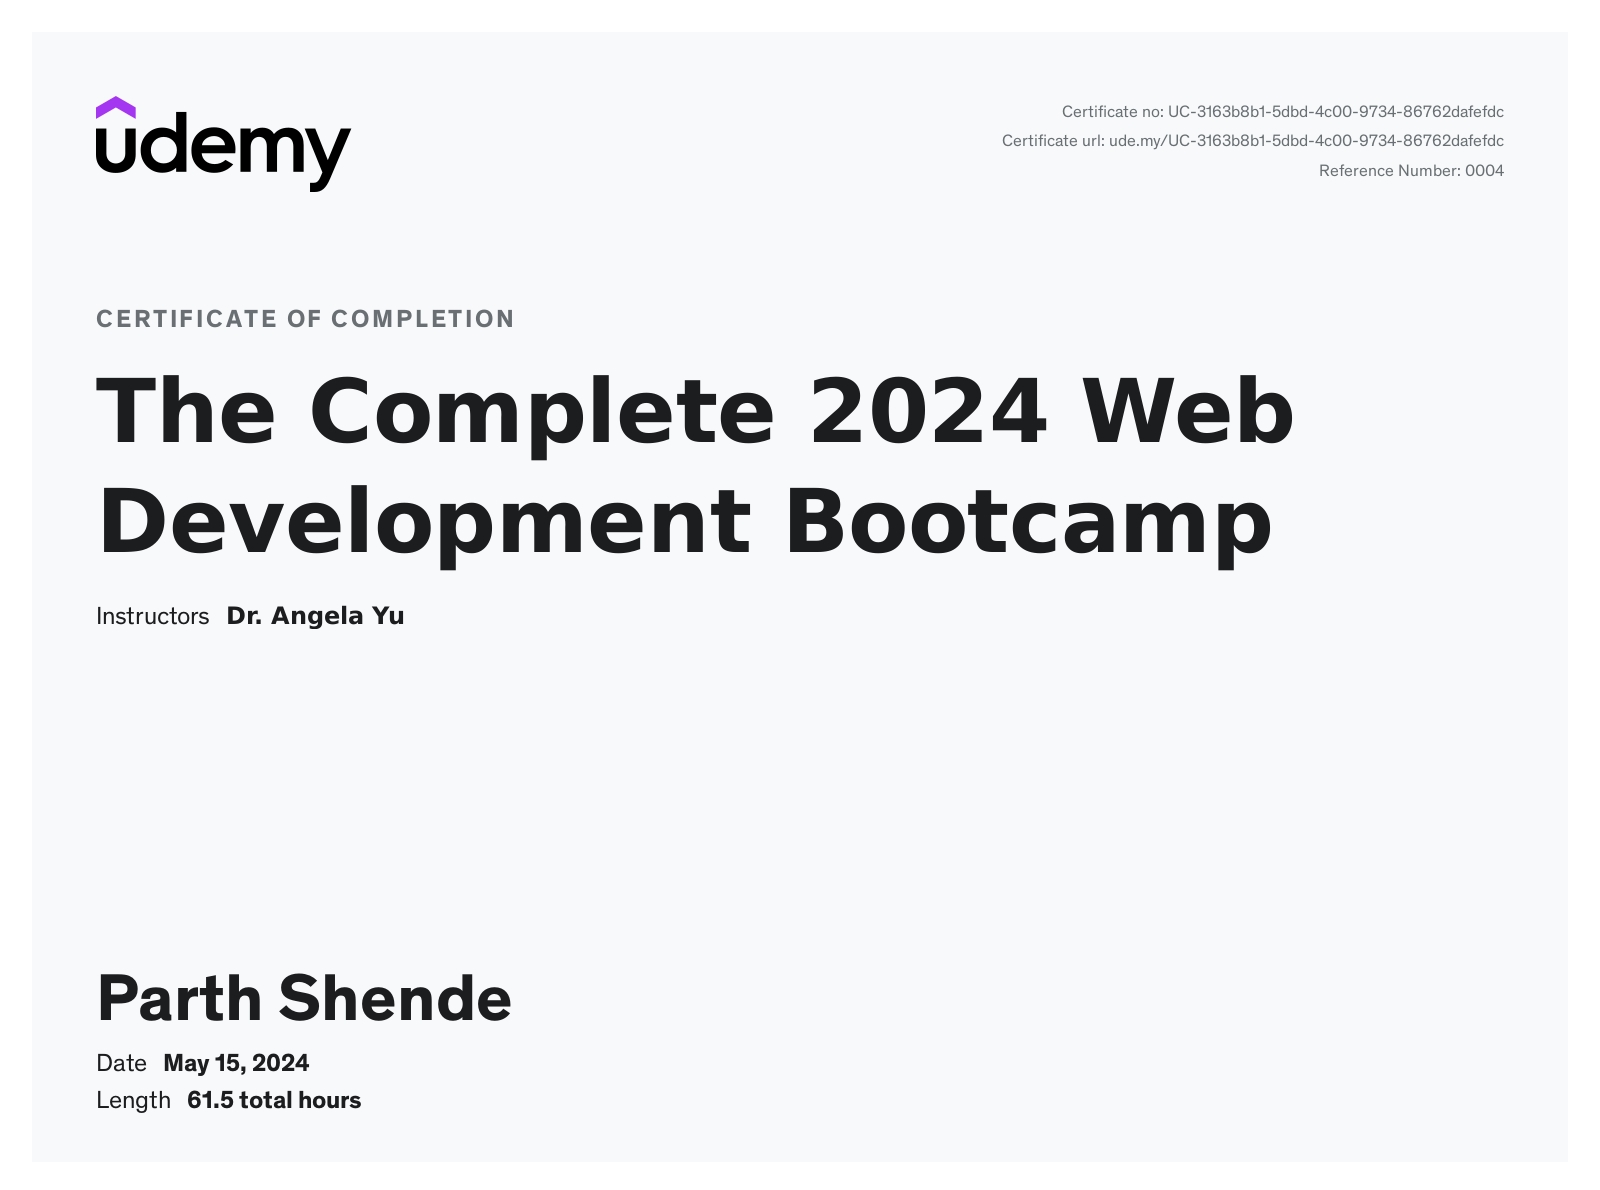 udemy
Certificate no: UC-3163b8b1-5dbd-4c00-9734-86762dafefdc
Certificate url: ude.my/UC-3163b8b1-5dbd-4c00-9734-86762dafefdc
Reference Number: 0004
CERTIFICATE OF COMPLETION
The Complete 2024 Web
Development Bootcamp
Instructors Dr. Angela Yu
Parth Shende
Date May 15, 2024
Length 61.5 total hours